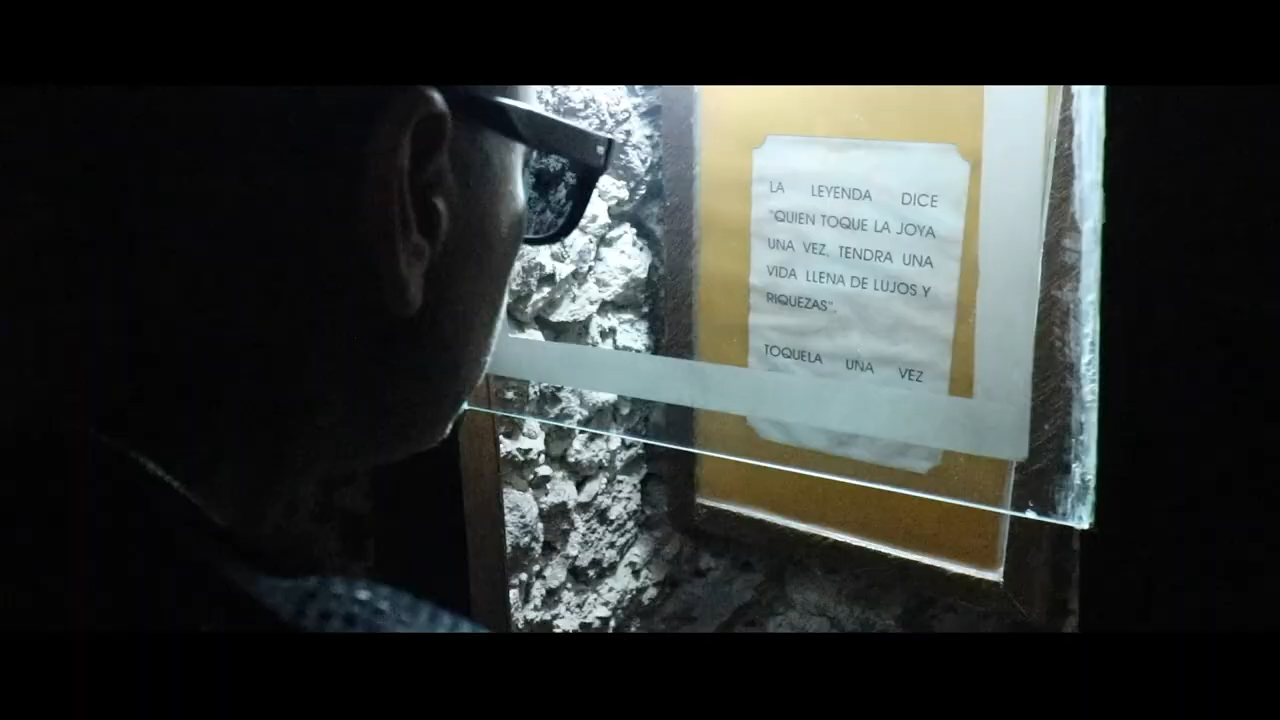 LA LEYENDA DICE
"QUIEN TOQUE LA JOYA
UNA VEZ, TENDRA UNA
VIDA LLENA DE LUJOS Y
RIQUEZAS".
TOQUELA UNA VEZ